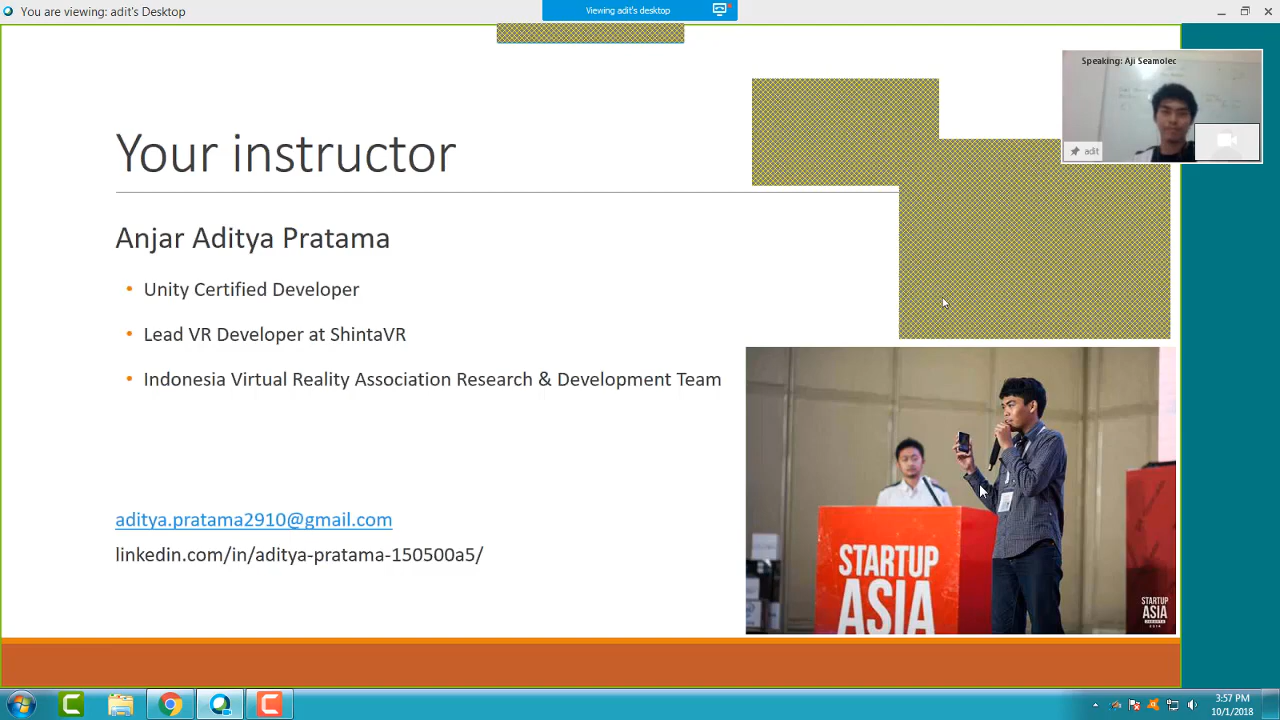 You are viewing: adit's Desktop
Viewing adit's desktop
Speaking: Aji Seamolec
adit
Your instructor
Anjar Aditya Pratama
• Unity Certified Developer
• Lead VR Developer at ShintaVR
• Indonesia Virtual Reality Association Research & Development Team
aditya.pratama2910@gmail.com
linkedin.com/in/aditya-pratama-150500a5/
STARTUP
ASIA
STARTUP
ASIA
3:57 PM
10/1/2018